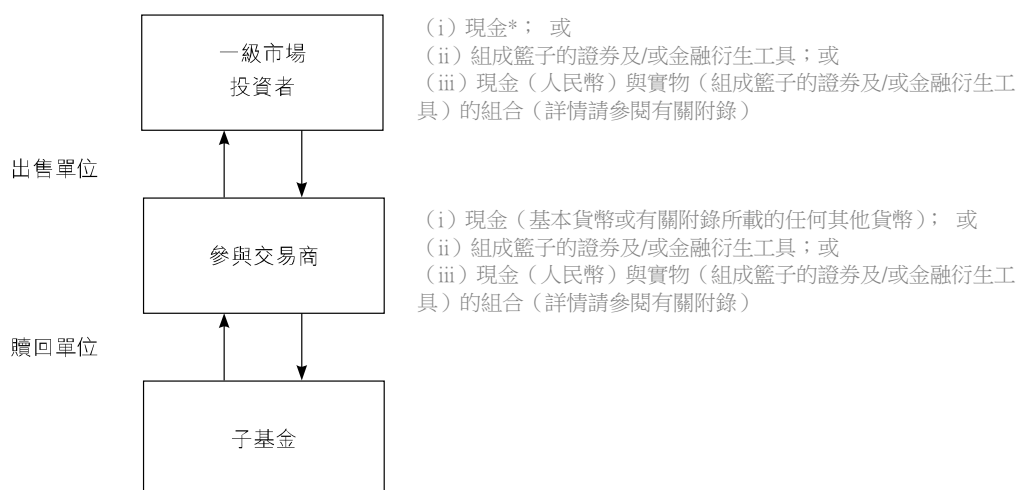 一級市場
投資者
（i）現金*； 或
（ii）組成籃子的證券及/或金融衍生工具；或
（iii）現金（人民幣）與實物（組成籃子的證券及/或金融衍生工
具）的組合（詳情請參閱有關附錄）
出售單位
參與交易商
（i）現金（基本貨幣或有關附錄所載的任何其他貨幣）； 或
（ii）組成籃子的證券及/或金融衍生工具；或
（iii）現金（人民幣）與實物（組成籃子的證券及/或金融衍生工
具）的組合（詳情請參閱有關附錄）
贖回單位
子基金